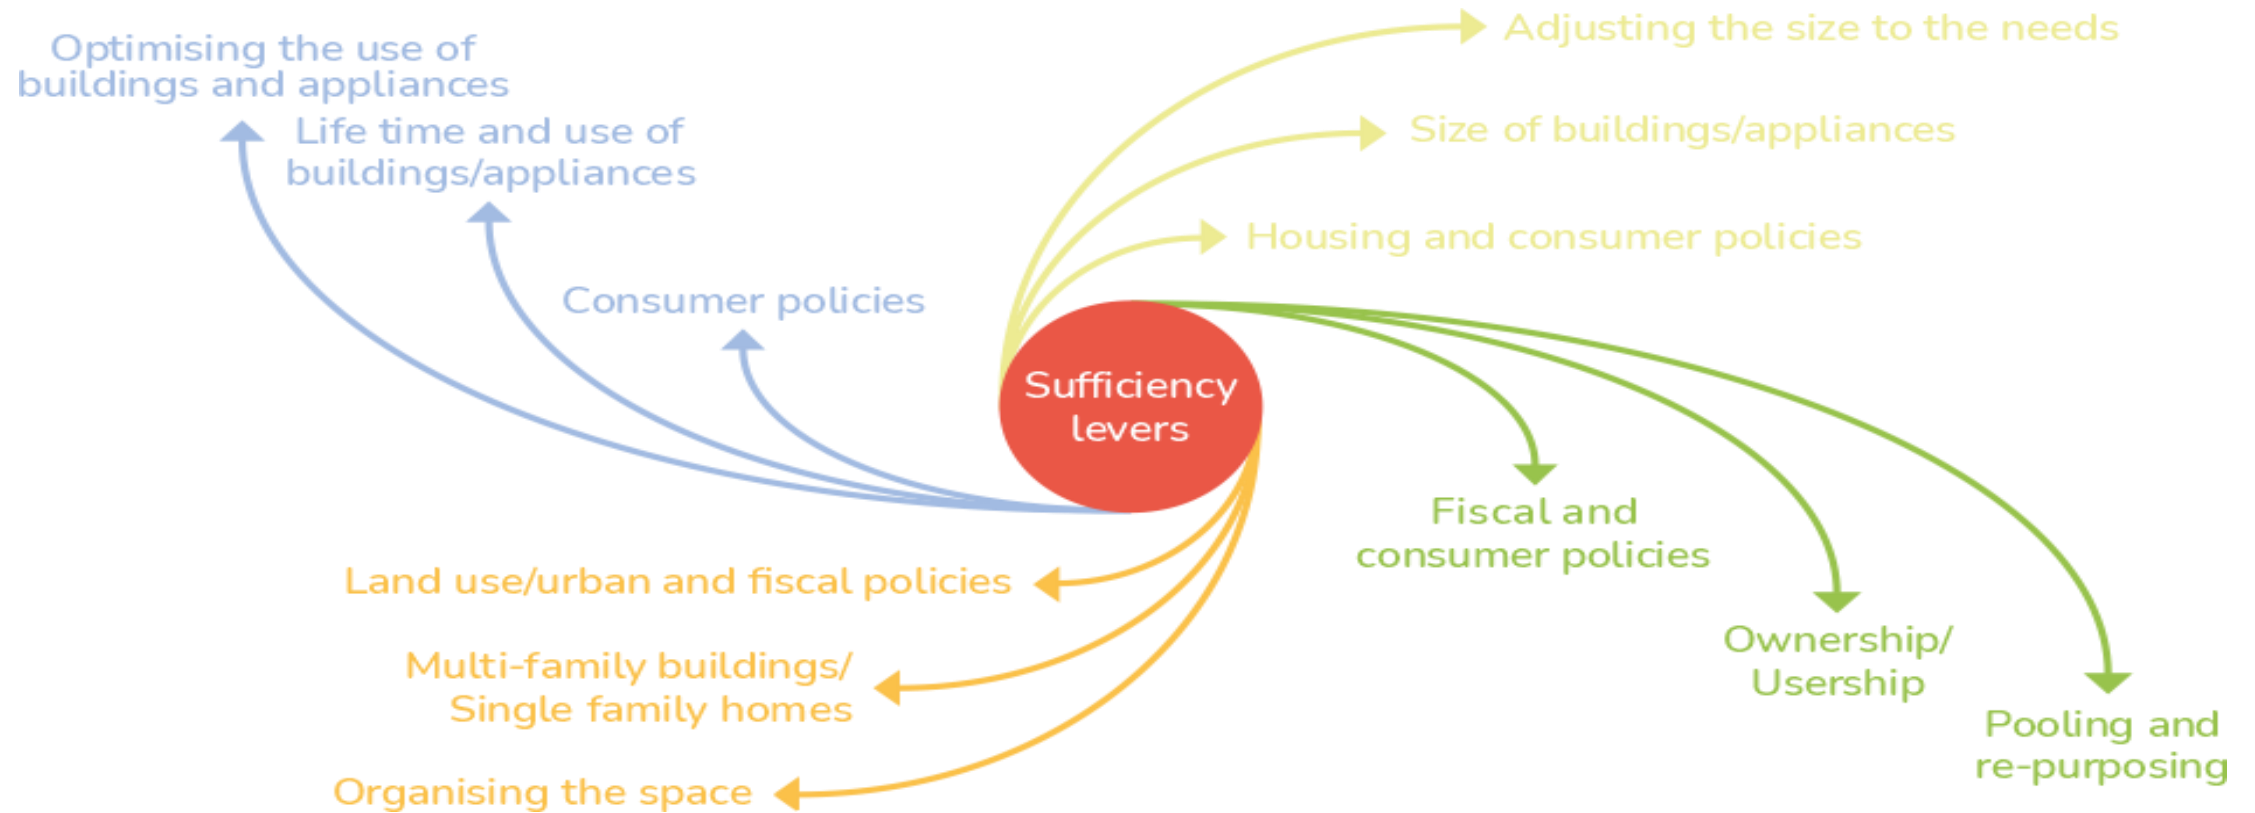 Optimising the use of
buildings and appliances
Life time and use of
buildings/appliances
Consumer policies
Adjusting the size to the needs
Size of buildings/appliances
Housing and consumer policies
Sufficiency
levers
Fiscal and
consumer policies
Ownership/
Usership
Pooling and
re-purposing
Land use/urban and fiscal policies
Multi-family buildings/
Single family homes
Organising the space